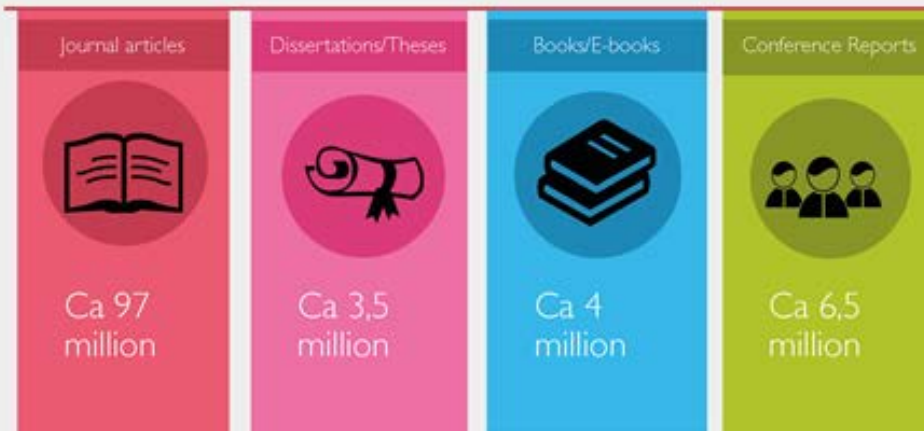 Journal articles
Dissertations/Theses
Books/E-books
Conference Reports
Ca 97
million
Ca 3,5
million
Ca 4
million
Ca 6,5
million